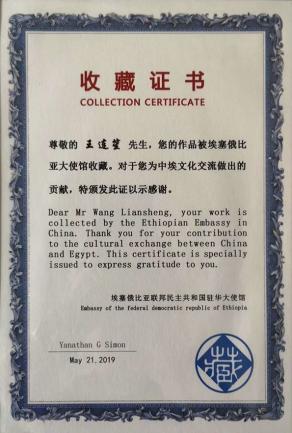 收藏证书
COLLECTION CERTIFICATE
尊敬的 王连笙 先生，您的作品被埃塞俄比
亚大使馆收藏。对于您为中埃文化交流做出的
贡献，特颁发此证以示感谢。
Dear Mr Wang Liansheng, your work is
collected by the Ethiopian Embassy in
China. Thank you for your contribution
to the cultural exchange between China
and Egypt. This certificate is specially
issued to express gratitude to you.
埃塞俄比亚联邦民主共和国驻华大使馆
Embassy of the federal democratic republic of Ethiopia
Yanathan G Simon
May 21.2019
藏